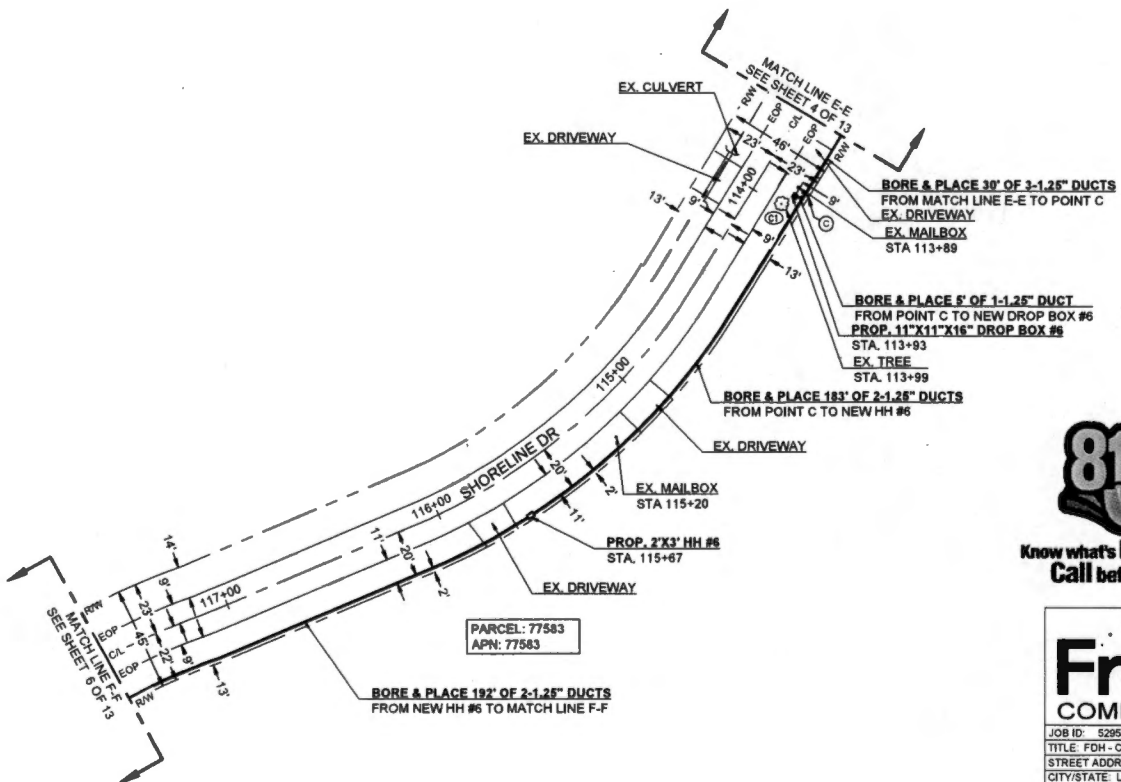 MATCH LINE E-E
SEE SHEET 4 OF 13
R/W
EOP
C/L
EOP
R/W
EX. CULVERT
EX. DRIVEWAY
23'
46'
23'
9'
13'
114+00
9'
9'
13'
C1
C
BORE & PLACE 30' OF 3-1.25" DUCTS
FROM MATCH LINE E-E TO POINT C
EX. DRIVEWAY
EX. MAILBOX
STA 113+89
BORE & PLACE 5' OF 1-1.25" DUCT
FROM POINT C TO NEW DROP BOX #6
PROP. 11"X11"X16" DROP BOX #6
STA. 113+93
EX. TREE
STA. 113+99
BORE & PLACE 183' OF 2-1.25" DUCTS
FROM POINT C TO NEW HH #6
115+00
EX. DRIVEWAY
SHORELINE DR
20'
2'
11'
EX. MAILBOX
STA 115+20
116+00
PROP. 2'X3' HH #6
STA. 115+67
EX. DRIVEWAY
11'
20'
2'
14'
9'
117+00
R/W
EOP
C/L
EOP
R/W
23'
45'
22'
9'
13'
MATCH LINE F-F
SEE SHEET 6 OF 13
PARCEL: 77583
APN: 77583
BORE & PLACE 192' OF 2-1.25" DUCTS
FROM NEW HH #6 TO MATCH LINE F-F
81
Know what's
Call bef
Fr
COM
JOB ID: 5295
TITLE: FDH - C
STREET ADDR
CITY/STATE: L